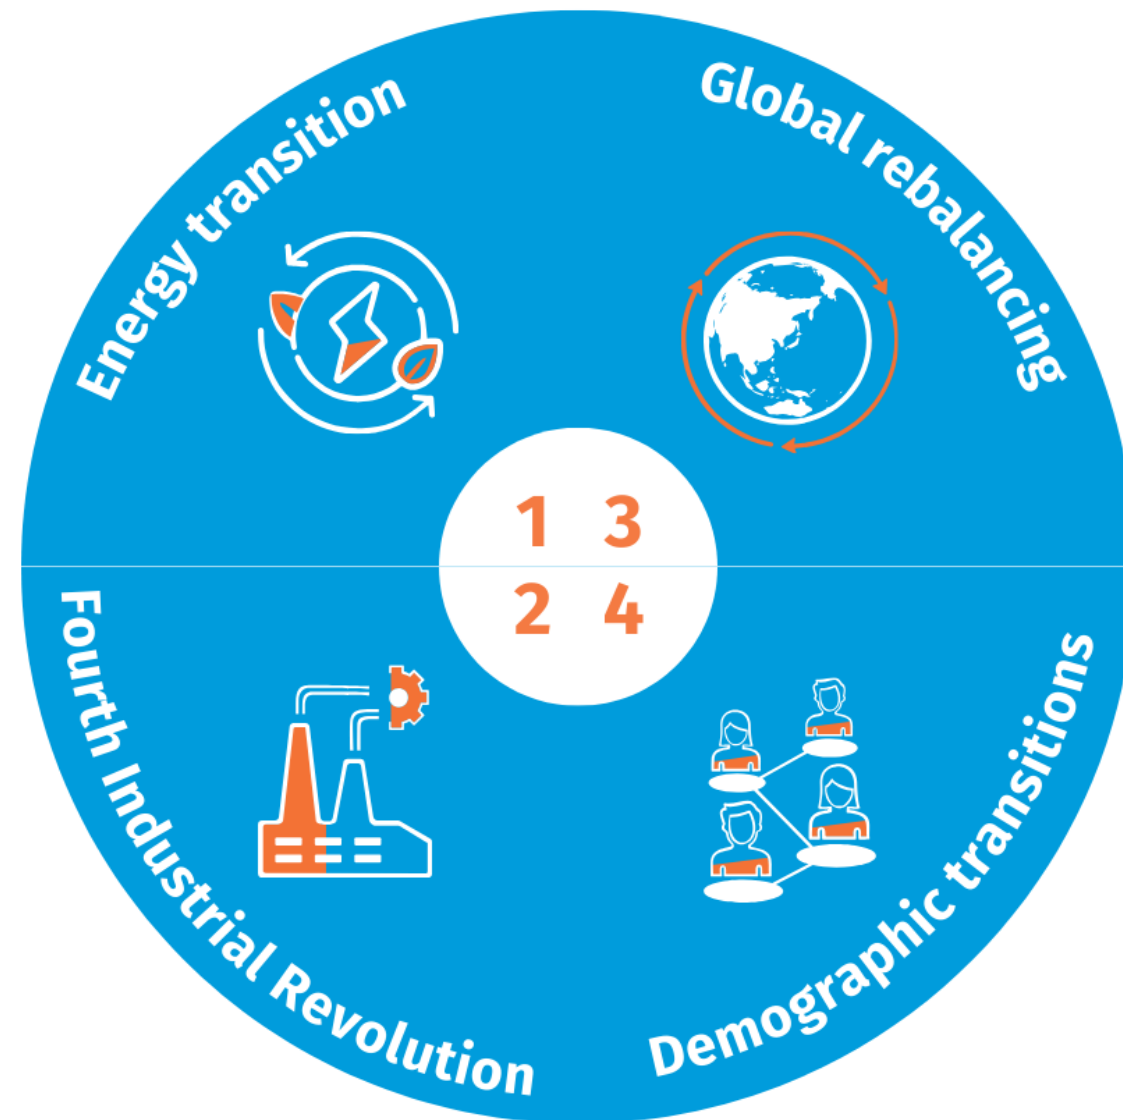 Energy transition
Global rebalancing
1 3
2 4
Fourth Industrial Revolution
Demographic transitions